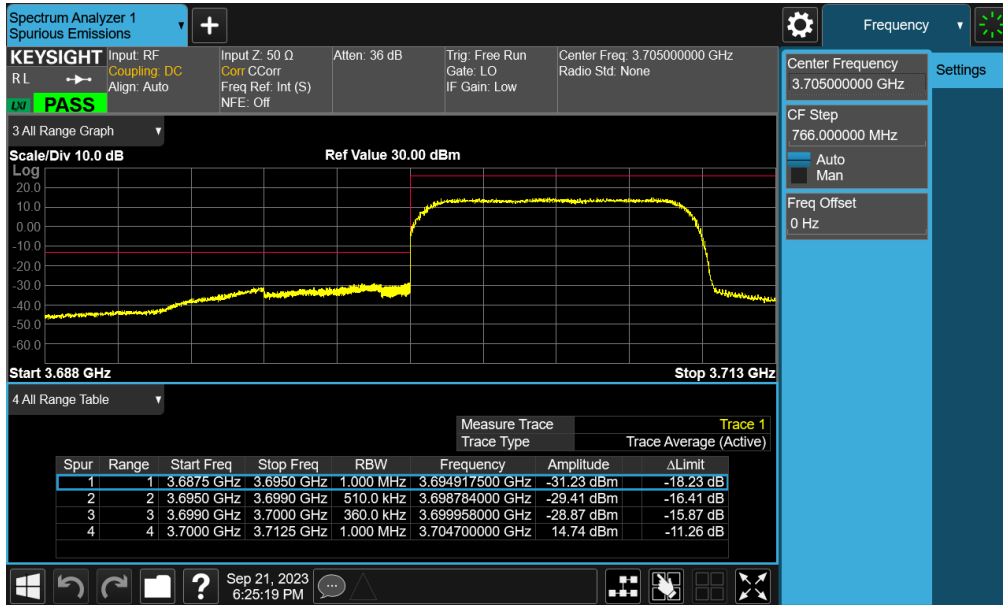 Spectrum Analyzer 1
Spurious Emissions
Frequency
KEYSIGHT Input: RF Input Z: 50 Ω Atten: 36 dB Trig: Free Run Center Freq: 3.705000000 GHz
R L Coupling: DC Corr CCorr Gate: LO Radio Std: None
Align: Auto Freq Ref: Int (S) IF Gain: Low
LXI PASS NFE: Off
Center Frequency
3.705000000 GHz
Settings
CF Step
766.000000 MHz
Auto
Man
Freq Offset
0 Hz
3 All Range Graph
Scale/Div 10.0 dB Ref Value 30.00 dBm
Log
20.0
10.0
0.00
-10.0
-20.0
-30.0
-40.0
-50.0
-60.0
Start 3.688 GHz Stop 3.713 GHz
4 All Range Table
Measure Trace Trace 1
Trace Type Trace Average (Active)
Spur Range Start Freq Stop Freq RBW Frequency Amplitude ΔLimit
1 1 3.6875 GHz 3.6950 GHz 1.000 MHz 3.694917500 GHz -31.23 dBm -18.23 dB
2 2 3.6950 GHz 3.6990 GHz 510.0 kHz 3.698784000 GHz -29.41 dBm -16.41 dB
3 3 3.6990 GHz 3.7000 GHz 360.0 kHz 3.699958000 GHz -28.87 dBm -15.87 dB
4 4 3.7000 GHz 3.7125 GHz 1.000 MHz 3.704700000 GHz 14.74 dBm -11.26 dB
Sep 21, 2023
6:25:19 PM